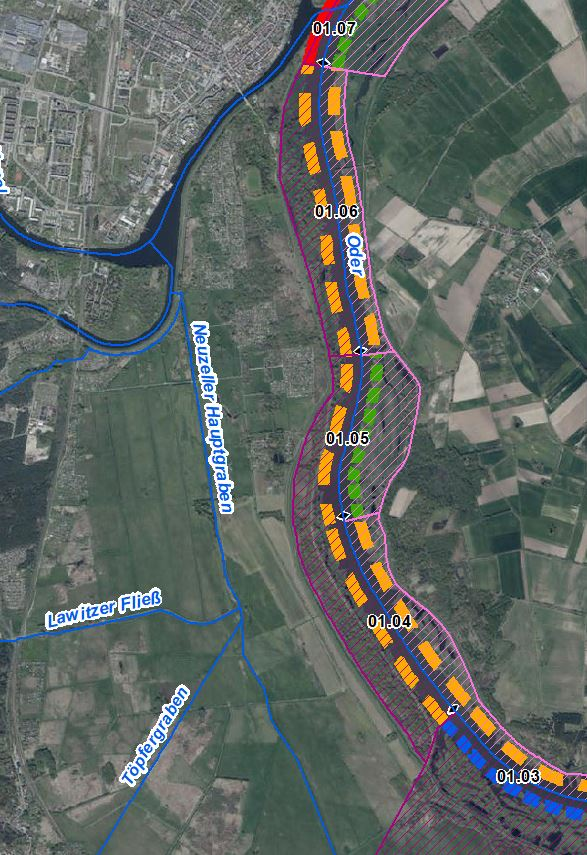 01.07
01.06
Oder
Neuzeller Hauptgraben
01.05
Lawitzer Fließ
01.04
Töpfergraben
01.03